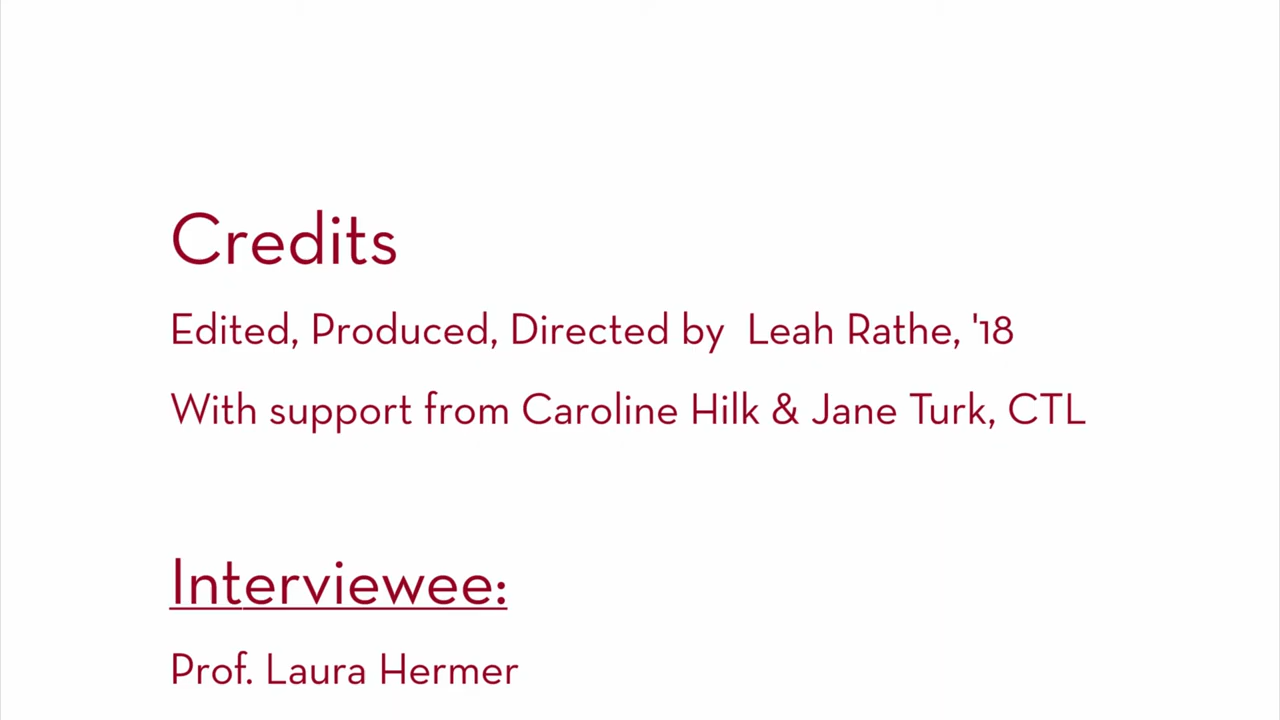 Credits
Edited, Produced, Directed by  Leah Rathe, '18
With support from Caroline Hilk & Jane Turk, CTL
Interviewee:
Prof. Laura Hermer